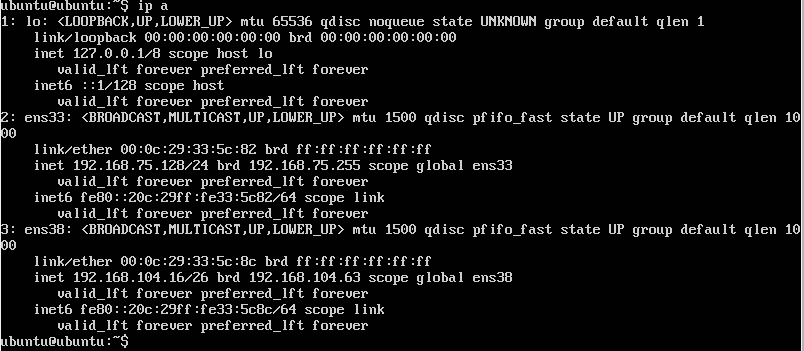 ubuntu@ubuntu:~$ ip a
1: lo: <LOOPBACK,UP,LOWER_UP> mtu 65536 qdisc noqueue state UNKNOWN group default qlen 1
    link/loopback 00:00:00:00:00:00 brd 00:00:00:00:00:00
    inet 127.0.0.1/8 scope host lo
       valid_lft forever preferred_lft forever
    inet6 ::1/128 scope host
       valid_lft forever preferred_lft forever
2: ens33: <BROADCAST,MULTICAST,UP,LOWER_UP> mtu 1500 qdisc pfifo_fast state UP group default qlen 10
00
    link/ether 00:0c:29:33:5c:82 brd ff:ff:ff:ff:ff:ff
    inet 192.168.75.128/24 brd 192.168.75.255 scope global ens33
       valid_lft forever preferred_lft forever
    inet6 fe80::20c:29ff:fe33:5c82/64 scope link
       valid_lft forever preferred_lft forever
3: ens38: <BROADCAST,MULTICAST,UP,LOWER_UP> mtu 1500 qdisc pfifo_fast state UP group default qlen 10
00
    link/ether 00:0c:29:33:5c:8c brd ff:ff:ff:ff:ff:ff
    inet 192.168.104.16/26 brd 192.168.104.63 scope global ens38
       valid_lft forever preferred_lft forever
    inet6 fe80::20c:29ff:fe33:5c8c/64 scope link
       valid_lft forever preferred_lft forever
ubuntu@ubuntu:~$